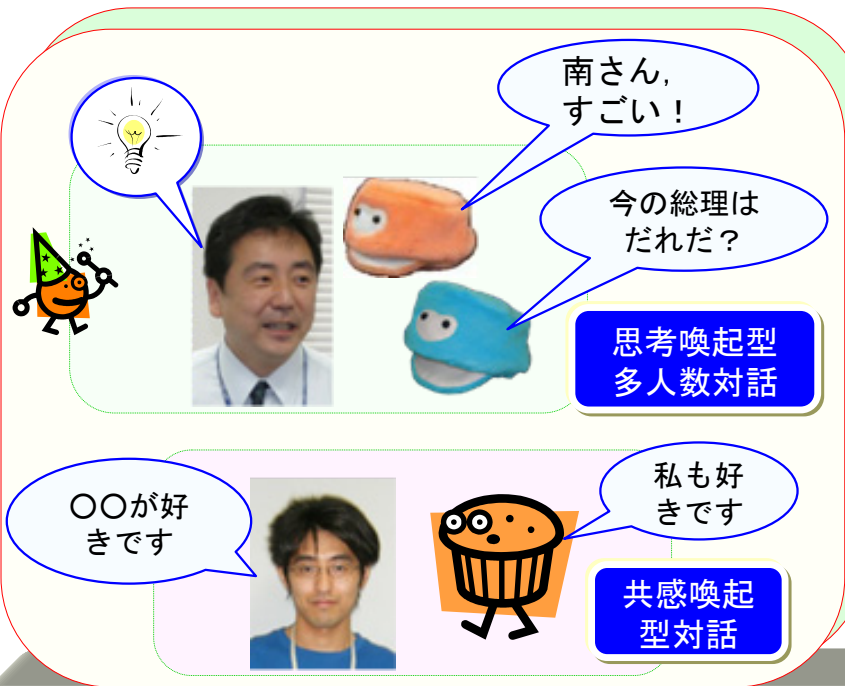 南さん,
すごい！
今の総理は
だれだ？
思考喚起型
多人数対話
〇〇が好
きです
私も好
きです
共感喚起
型対話